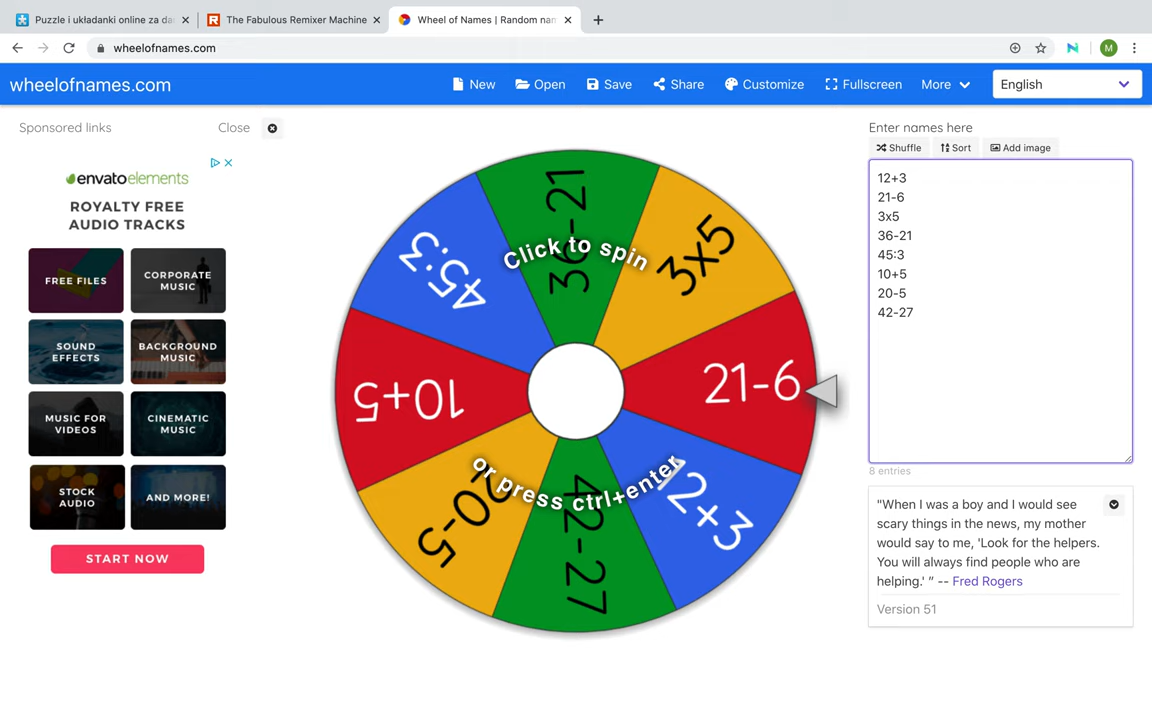 Puzzle i układanki online za da
The Fabulous Remixer Machine
Wheel of Names | Random nam
wheelofnames.com
M
wheelofnames.com
New
Open
Save
Share
Customize
Fullscreen
More
English
Sponsored links
Close
envatoelements
ROYALTY FREE
AUDIO TRACKS
FREE FILES
CORPORATE
MUSIC
SOUND
EFFECTS
BACKGROUND
MUSIC
MUSIC FOR
VIDEOS
CINEMATIC
MUSIC
STOCK
AUDIO
AND MORE!
START NOW
36-21
3x5
45:3
Click to spin
21-6
10+5
or press ctrl+enter
12+3
20-5
42-27
Enter names here
Shuffle
Sort
Add image
12+3
21-6
3x5
36-21
45:3
10+5
20-5
42-27
8 entries
"When I was a boy and I would see
scary things in the news, my mother
would say to me, 'Look for the helpers.
You will always find people who are
helping.' " -- Fred Rogers
Version 51